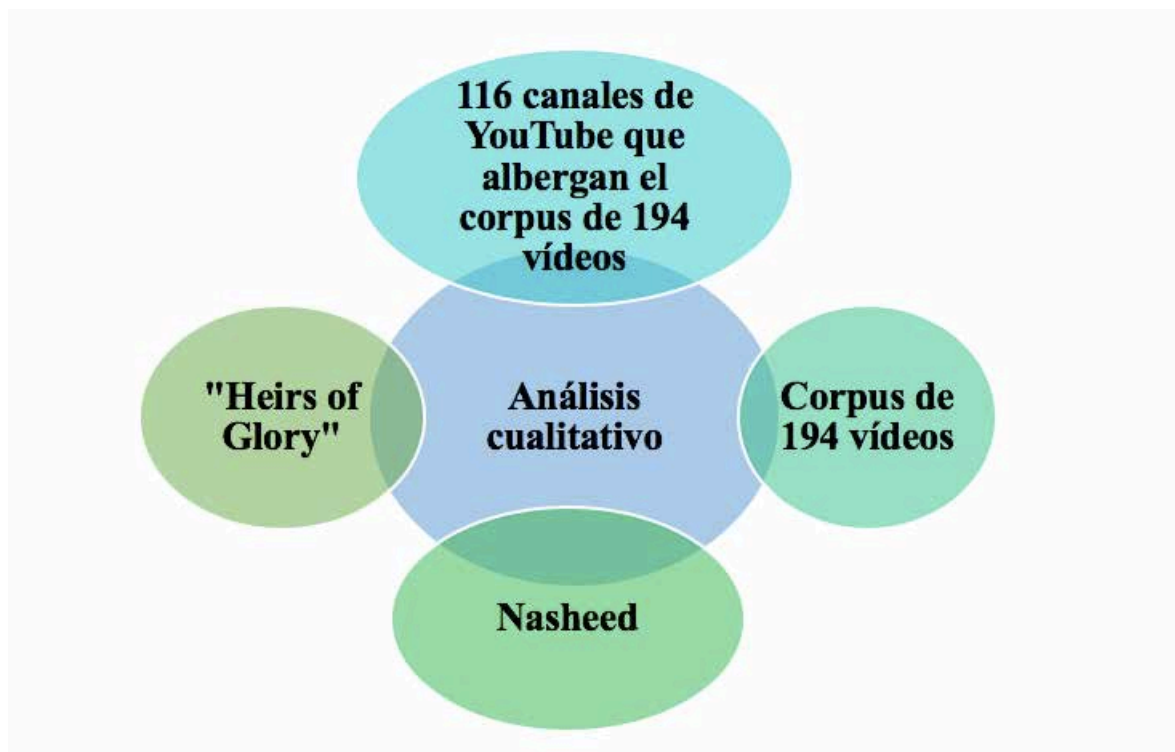 116 canales de
YouTube que
albergan el
corpus de 194
vídeos
"Heirs of
Glory"
Análisis
cualitativo
Corpus de
194 vídeos
Nasheed